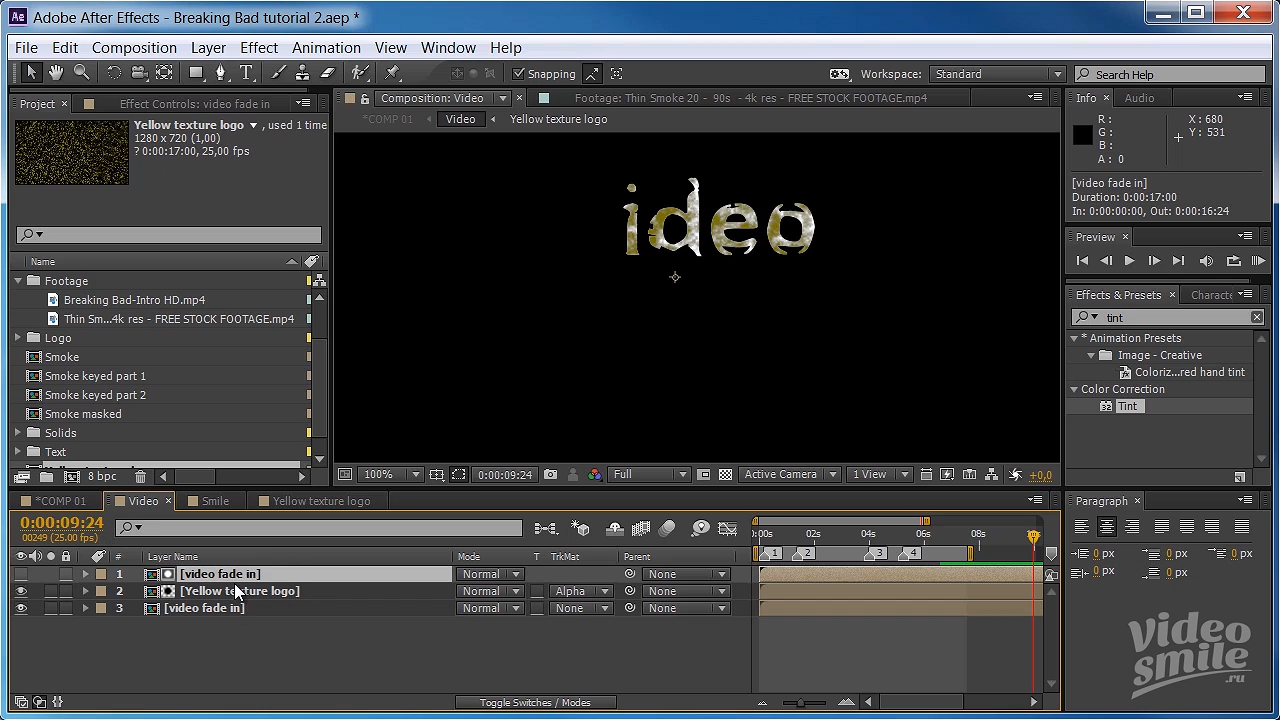 Adobe After Effects - Breaking Bad tutorial 2.aep *
File Edit Composition Layer Effect Animation View Window Help
Snapping
Workspace: Standard
Search Help
Project
Effect Controls: video fade in
Yellow texture logo ▼ , used 1 time
1280 x 720 (1,00)
? 0:00:17:00, 25,00 fps
Name
Footage
Breaking Bad-Intro HD.mp4
Thin Sm...4k res - FREE STOCK FOOTAGE.mp4
Logo
Smoke
Smoke keyed part 1
Smoke keyed part 2
Smoke masked
Solids
Text
8 bpc
Composition: Video
Footage: Thin Smoke 20 - 90s - 4k res - FREE STOCK FOOTAGE.mp4
*COMP 01
Video
Yellow texture logo
ideo
100%
0:00:09:24
Full
Active Camera
1 View
+0,0
Info
Audio
R :
G :
B :
A : 0
X : 680
Y : 531
[video fade in]
Duration: 0:00:17:00
In: 0:00:00:00, Out: 0:00:16:24
Preview
Effects & Presets
Characte
tint
* Animation Presets
Image - Creative
Coloriz...red hand tint
Color Correction
Tint
*COMP 01
Video
Smile
Yellow texture logo
0:00:09:24
00249 (25.00 fps)
:00s 02s 04s 06s 08s
1 2 3 4
# Layer Name Mode T TrkMat Parent
1 [video fade in] Normal None
2 [Yellow texture logo] Normal Alpha None
3 [video fade in] Normal None None
Toggle Switches / Modes
Paragraph
0 px 0 px 0 px
0 px 0 px
video
smile
.ru